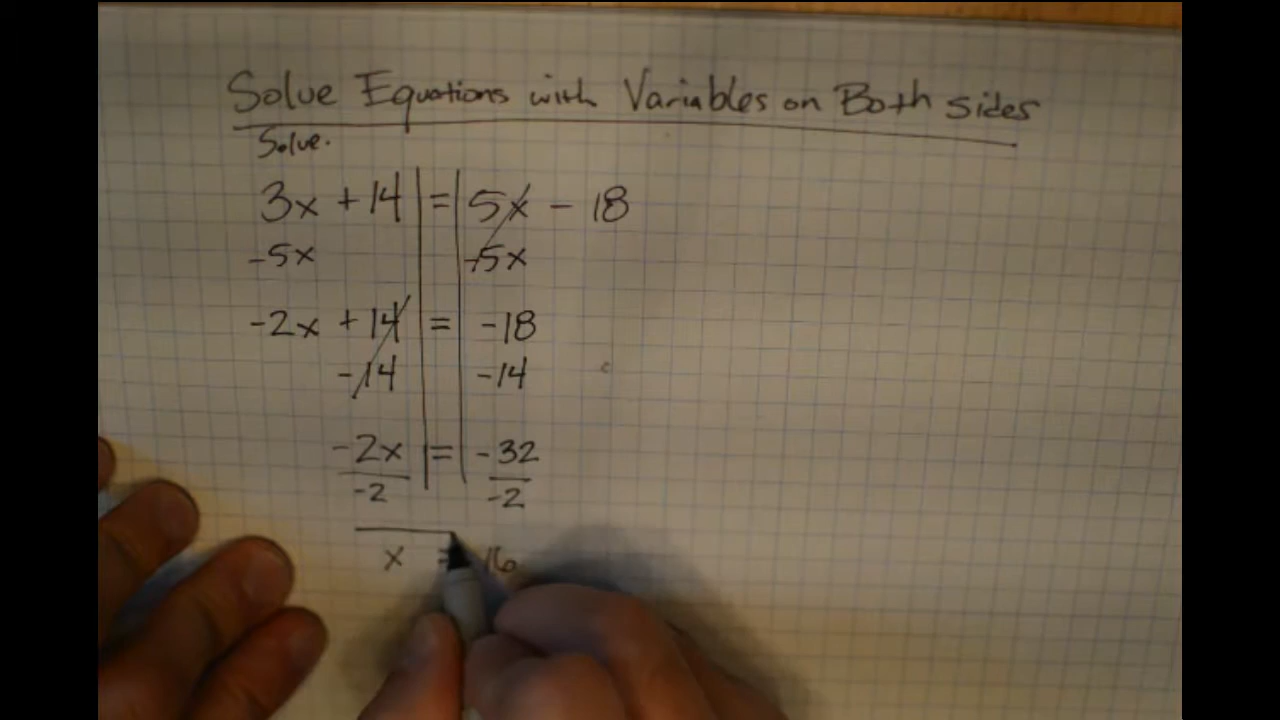 Solve Equations with Variables on Both Sides
Solve.
3x + 14 = 5x - 18
-5x -5x
-2x + 14 = -18
-14 -14
-2x = -32
-2 -2
x = 16